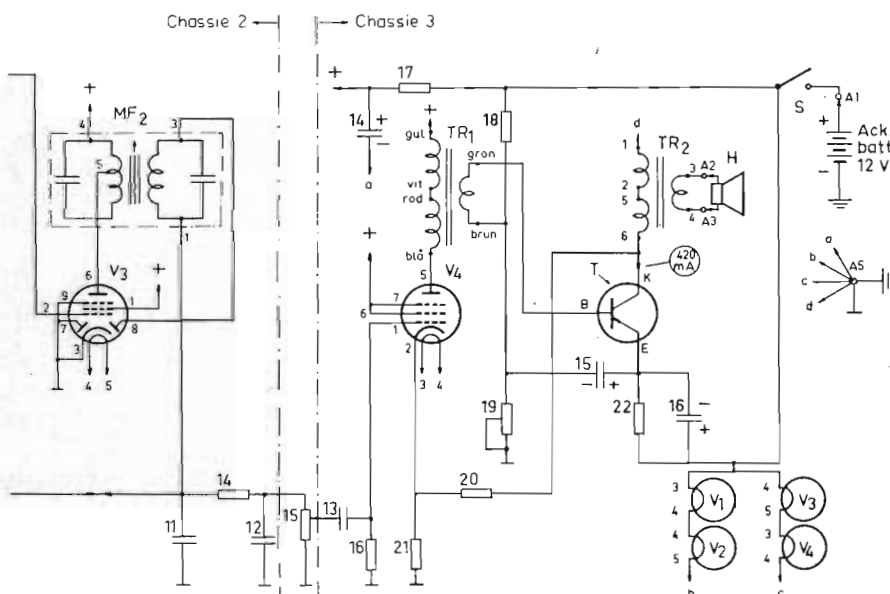 Chassie 2
Chassie 3
+
17
S
A1
+
4
MF2
3
14
+
-
+
gul
TR1
18
d
1
TR2
+
-
Ack
batt
12 V
5
gron
vit
rod
2
5
3
A2
H
4
A3
a
brun
a
1
+
blå
6
420
mA
a
b
c
d
A5
6
V3
+
5
V4
T
K
9
2
7
1
8
7
6
1
B
3
2
E
4
5
3
4
15
-
+
19
22
16
-
+
14
20
3
4
V1
4
5
V3
11
12
15
13
16
21
4
5
V2
3
4
V4
b
c